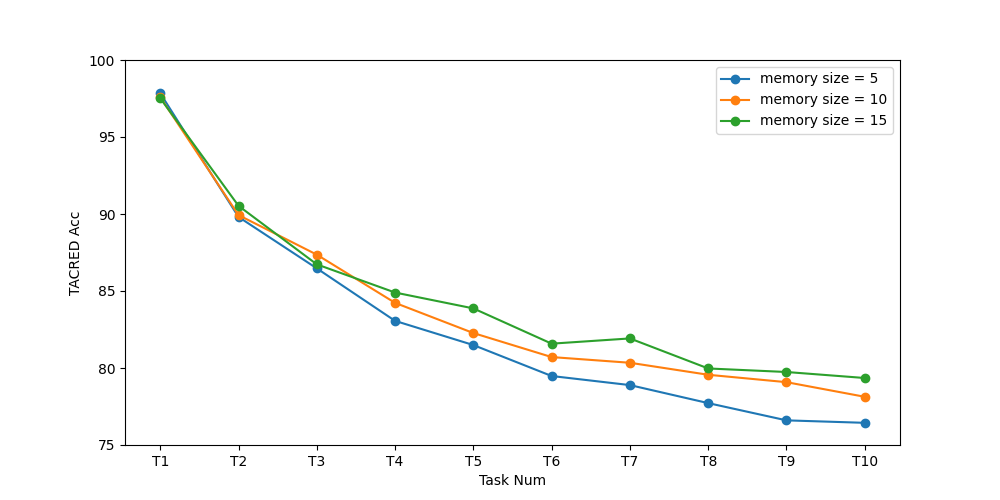 100
95
90
85
80
75
TACRED Acc
memory size = 5
memory size = 10
memory size = 15
T1 T2 T3 T4 T5 T6 T7 T8 T9 T10
Task Num